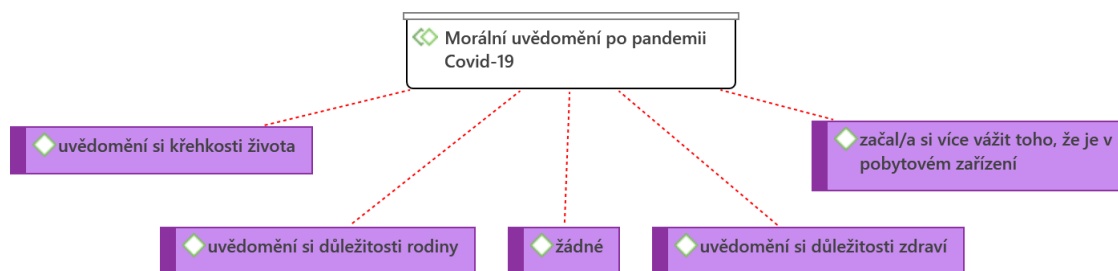 Morální uvědomění po pandemii
Covid-19
uvědomění si křehkosti života
začal/a si více vážit toho, že je v
pobytovém zařízení
uvědomění si důležitosti rodiny
žádné
uvědomění si důležitosti zdraví